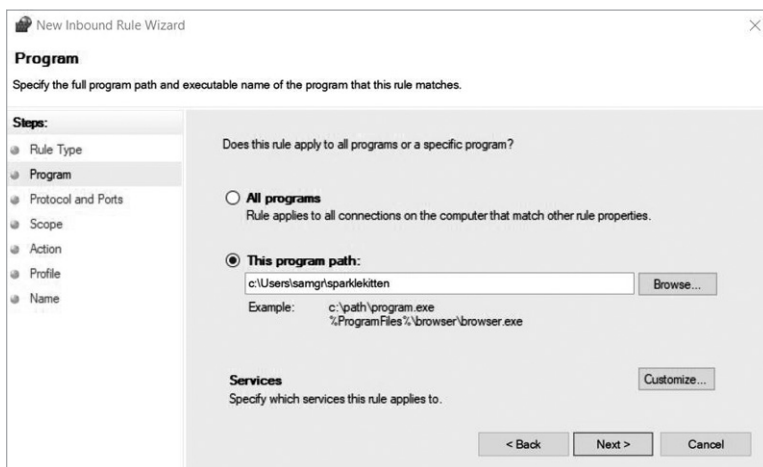 New Inbound Rule Wizard
Program
Specify the full program path and executable name of the program that this rule matches.
Steps:
Rule Type
Program
Protocol and Ports
Scope
Action
Profile
Name
Does this rule apply to all programs or a specific program?
All programs
Rule applies to all connections on the computer that match other rule properties.
This program path:
c:\Users\samgr\sparklekitten
Browse...
Example: c:\path\program.exe
%ProgramFiles%\browser\browser.exe
Services
Specify which services this rule applies to.
Customize...
< Back Next > Cancel